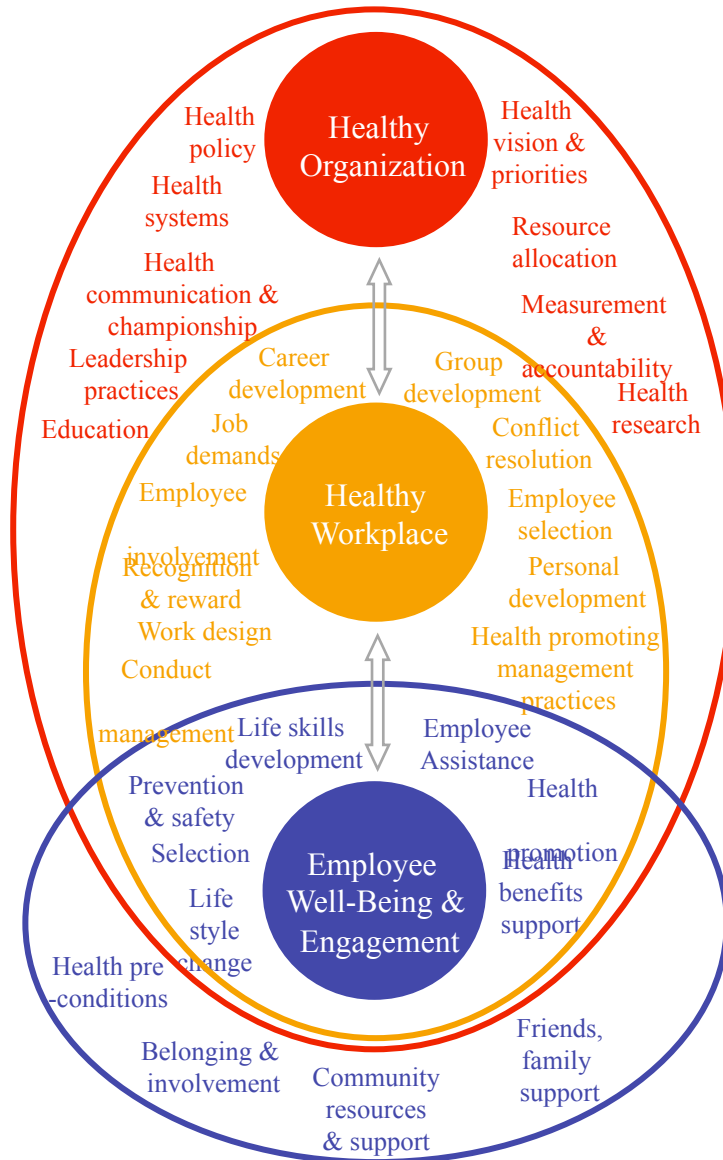 Healthy
Organization
Health
policy
Health
vision &
priorities
Health
systems
Resource
allocation
Health
communication &
championship
Measurement
&
accountability
Leadership
practices
Health
research
Education
Career
development
Group
development
Job
demands
Conflict
resolution
Healthy
Workplace
Employee
involvement
Employee
selection
Recognition
& reward
Personal
development
Work design
Health promoting
management
practices
Conduct
management
Life skills
development
Employee
Assistance
Prevention
& safety
Health
promotion
Selection
Employee
Well-Being &
Engagement
Health
benefits
support
Life
style
change
Health pre
-conditions
Belonging &
involvement
Community
resources
& support
Friends,
family
support